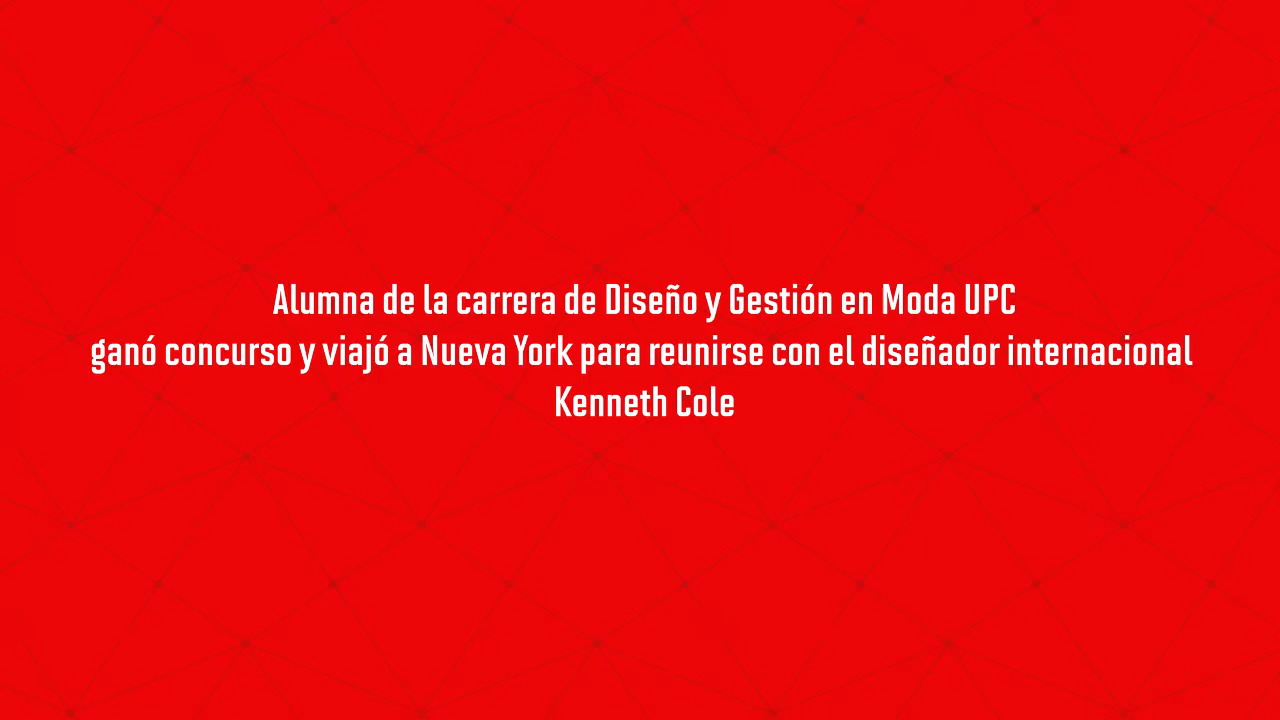 Alumna de la carrera de Diseño y Gestión en Moda UPC
ganó concurso y viajó a Nueva York para reunirse con el diseñador internacional
Kenneth Cole